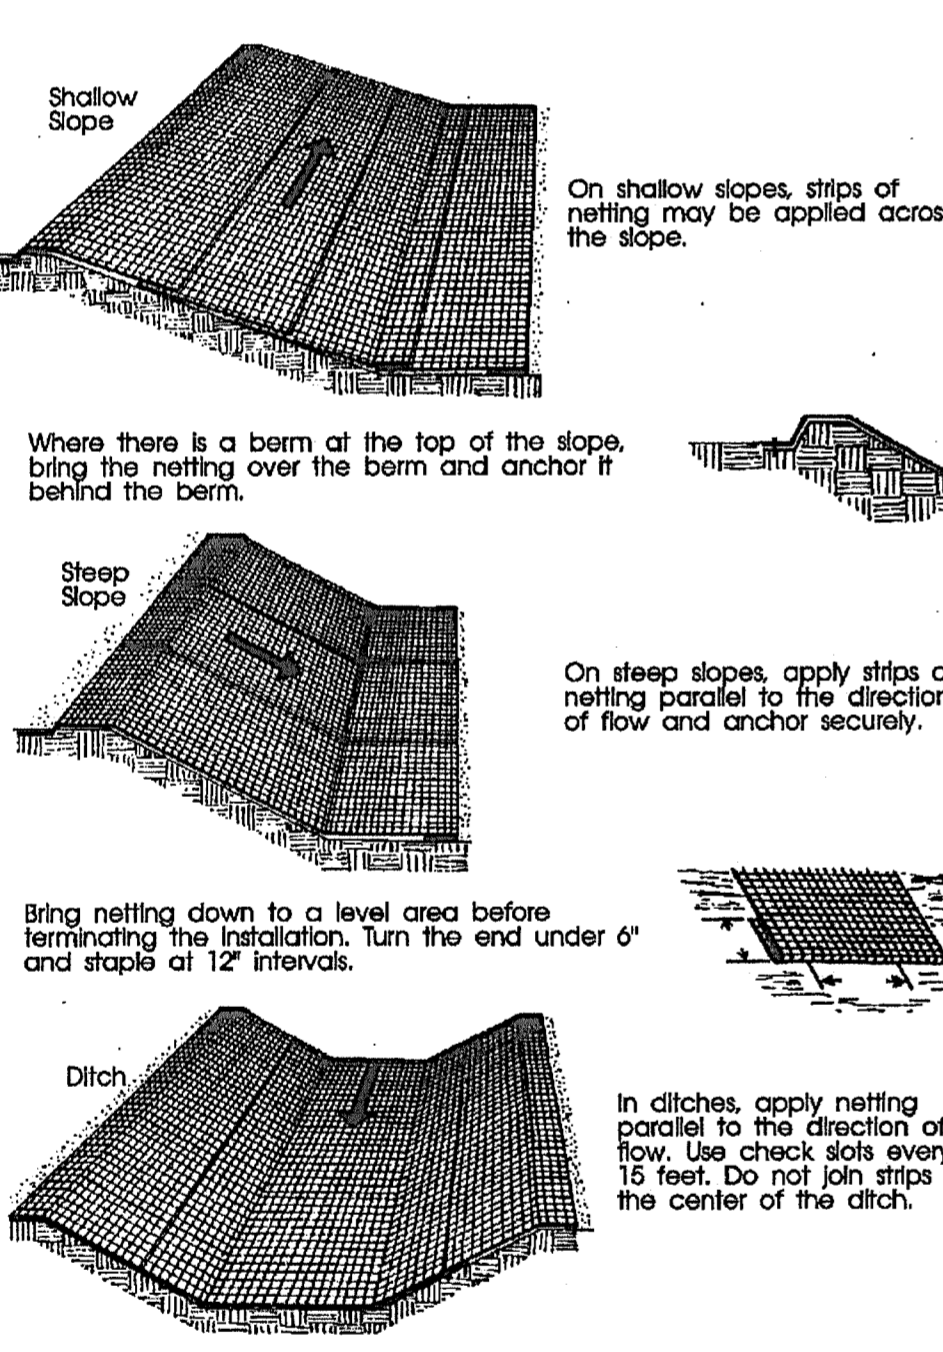 Shallow
Slope
On shallow slopes, strips of
netting may be applied acros
the slope.
Where there is a berm at the top of the slope,
bring the netting over the berm and anchor it
behind the berm.
Steep
Slope
On steep slopes, apply strips o
netting parallel to the direction
of flow and anchor securely.
Bring netting down to a level area before
terminating the installation. Turn the end under 6"
and staple at 12" intervals.
Ditch
In ditches, apply netting
parallel to the direction of
flow. Use check slots every
15 feet. Do not join strips
the center of the ditch.